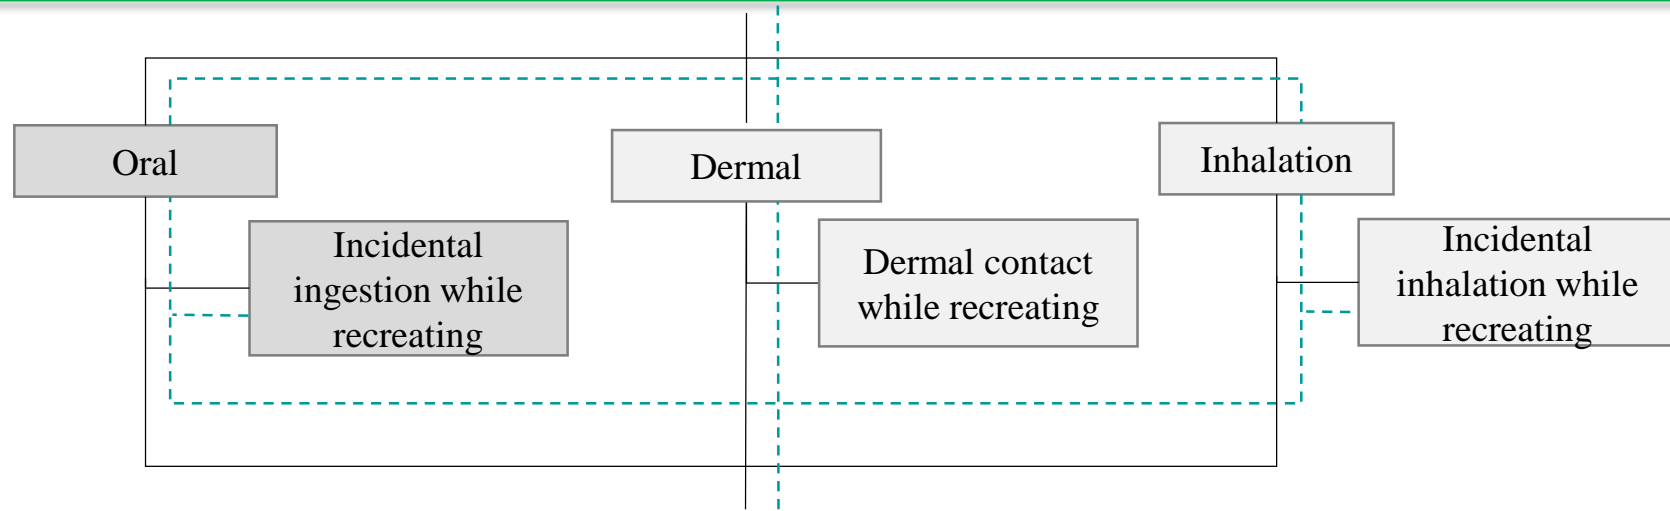 Oral
Dermal
Inhalation
Incidental
ingestion while
recreating
Dermal contact
while recreating
Incidental
inhalation while
recreating